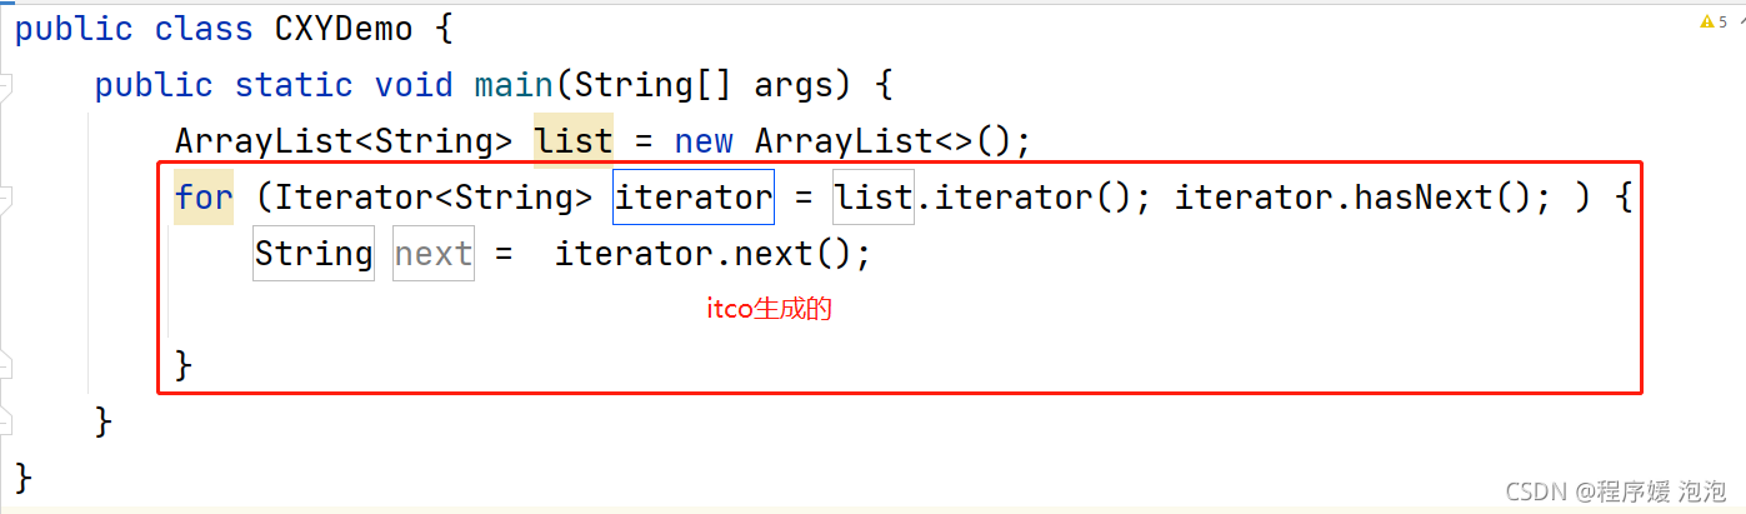 public class CXYDemo {
5
public static void main(String[] args) {
ArrayList<String> list = new ArrayList<>();
for (Iterator<String> iterator = list.iterator(); iterator.hasNext(); ) {
String next =  iterator.next();
itco生成的
}
}
}
CSDN @程序媛 泡泡